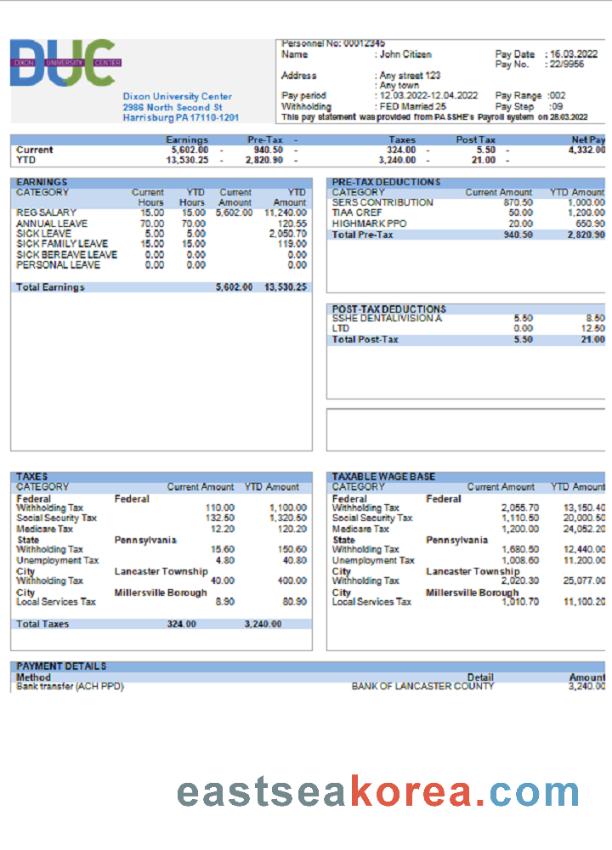 DUC
DIXON UNIVERSITY CENTER
Dixon University Center
2986 North Second St
Harrisburg PA 17110-1201
Personnel No: 00012345
Name : John Citizen Pay Date : 16.03.2022
Pay No. : 22/9956
Address : Any street 123
: Any town
Pay period : 12.03.2022-12.04.2022 Pay Range :002
Withholding : FED Married 25 Pay Step :09
This pay statement was provided from PASSHE's Payroll system on 28.03.2022
Earnings - Pre-Tax - Taxes Post Tax Net Pay
Current 5,602.00 - 940.50 - 324.00 - 5.50 - 4,332.00
YTD 13,530.25 - 2,820.90 - 3,240.00 - 21.00 -
EARNINGS
CATEGORY Current Hours YTD Hours Current Amount YTD Amount
REG SALARY 15.00 15.00 5,602.00 11,240.00
ANNUAL LEAVE 70.00 70.00 120.55
SICK LEAVE 5.00 5.00 2,050.70
SICK FAMILY LEAVE 15.00 15.00 119.00
SICK BEREAVE LEAVE 0.00 0.00
PERSONAL LEAVE 0.00 0.00
Total Earnings 5,602.00 13,530.25
PRE-TAX DEDUCTIONS
CATEGORY Current Amount YTD Amount
SERS CONTRIBUTION 870.50 1,000.00
TIAA CREF 50.00 1,200.00
HIGHMARK PPO 20.00 650.90
Total Pre-Tax 940.50 2,820.90
POST-TAX DEDUCTIONS
SSHE DENTAL/VISION A 5.50 8.50
LTD 0.00 12.50
Total Post-Tax 5.50 21.00
TAXES
CATEGORY Current Amount YTD Amount
Federal Federal
Withholding Tax 110.00 1,100.00
Social Security Tax 132.50 1,320.50
Medicare Tax 12.20 120.20
State Pennsylvania
Withholding Tax 15.60 150.60
Unemployment Tax 4.80 40.80
City Lancaster Township
Withholding Tax 40.00 400.00
City Millersville Borough
Local Services Tax 8.90 80.90
Total Taxes 324.00 3,240.00
TAXABLE WAGE BASE
CATEGORY Current Amount YTD Amount
Federal Federal
Withholding Tax 2,055.70 13,150.40
Social Security Tax 1,110.50 20,000.50
Medicare Tax 1,200.00 24,052.20
State Pennsylvania
Withholding Tax 1,680.50 12,440.00
Unemployment Tax 1,008.60 11,200.00
City Lancaster Township
Withholding Tax 2,020.30 25,077.00
City Millersville Borough
Local Services Tax 1,010.70 11,100.20
PAYMENT DETAILS
Method Detail Amount
Bank transfer (ACH PPD) BANK OF LANCASTER COUNTY 3,240.00
eastseakorea.com